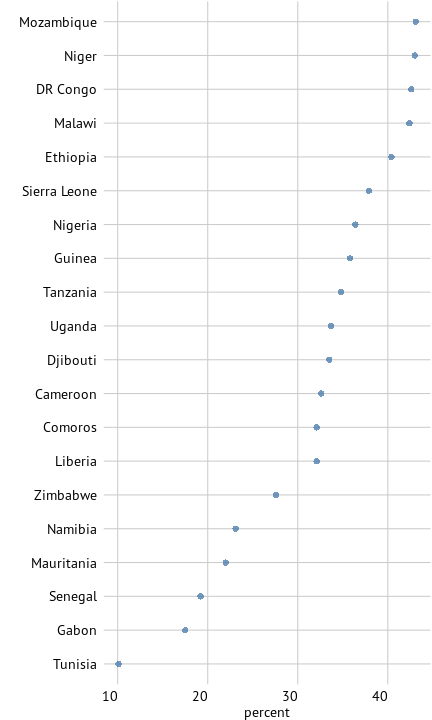 Mozambique
Niger
DR Congo
Malawi
Ethiopia
Sierra Leone
Nigeria
Guinea
Tanzania
Uganda
Djibouti
Cameroon
Comoros
Liberia
Zimbabwe
Namibia
Mauritania
Senegal
Gabon
Tunisia
10 20 30 40
percent